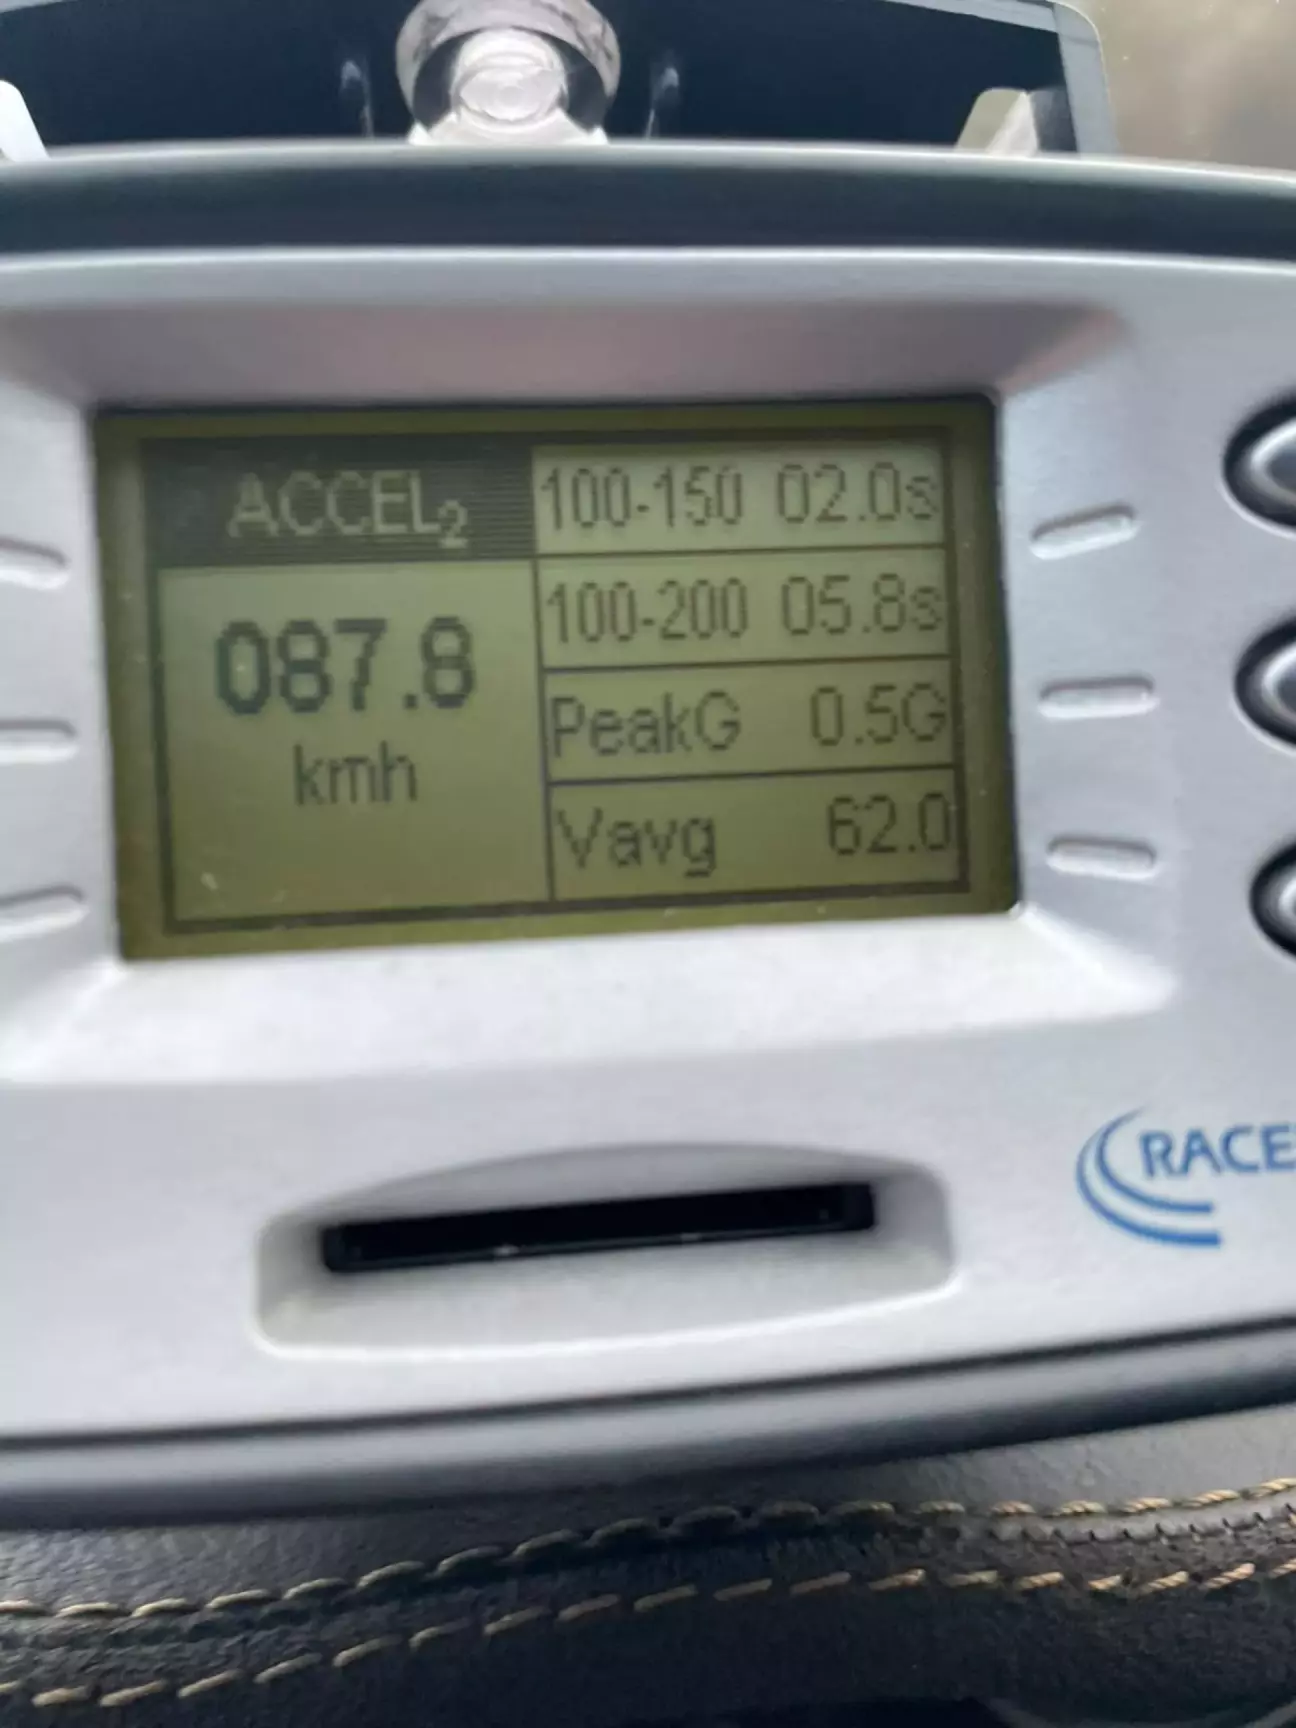 ACCEL2
087.8
kmh
100-150 02.0s
100-200 05.8s
PeakG 0.5G
Vavg 62.0
RACE